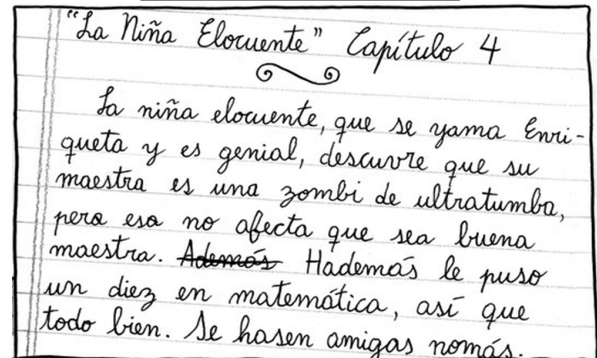 "La Niña Elocuente" Capítulo 4
La niña elocuente, que se yama Enri-
queta y es genial, descuvre que su
maestra es una zombi de ultratumba,
pero eso no afecta que sea buena
maestra. Además Hademás le puso
un diez en matemática, así que
todo bien. Se hasen amigas nomás.